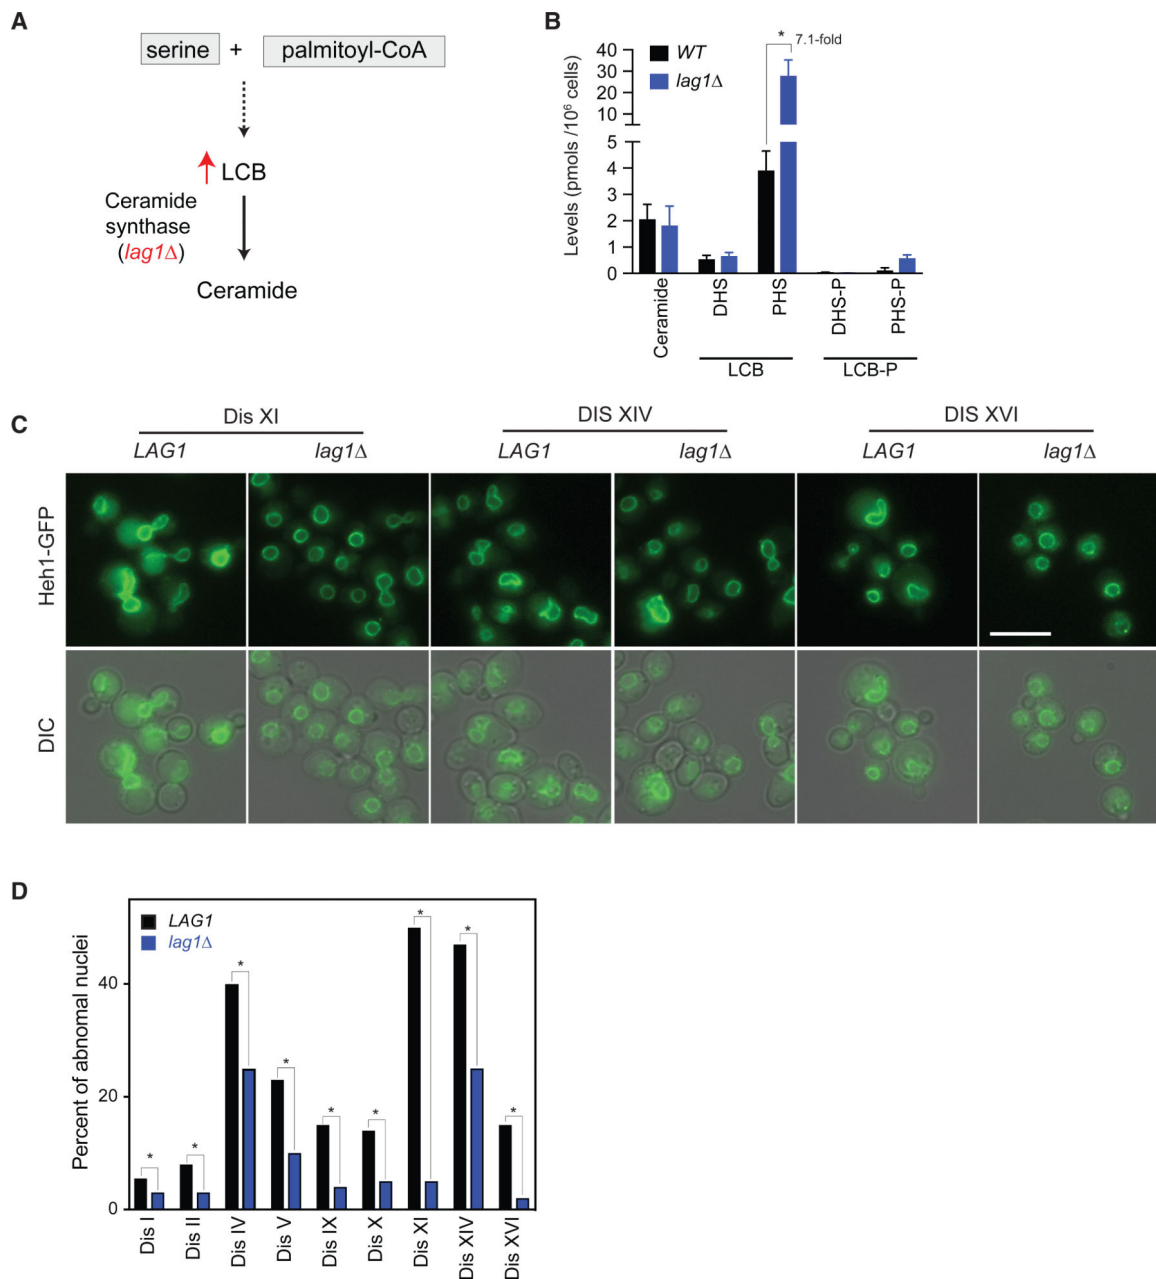 A
serine + palmitoyl-CoA
LCB
Ceramide
synthase
(lag1Δ)
Ceramide
B
Levels (pmols /10⁶ cells)
40
30
20
10
5
4
3
2
1
0
WT
lag1Δ
* 7.1-fold
Ceramide
DHS
PHS
DHS-P
PHS-P
LCB
LCB-P
C
Dis XI
DIS XIV
DIS XVI
LAG1
lag1Δ
LAG1
lag1Δ
LAG1
lag1Δ
Heh1-GFP
DIC
D
Percent of abnomal nuclei
LAG1
lag1Δ
40
20
0
*
*
*
*
*
*
*
*
*
Dis I
Dis II
Dis IV
Dis V
Dis IX
Dis X
Dis XI
Dis XIV
Dis XVI